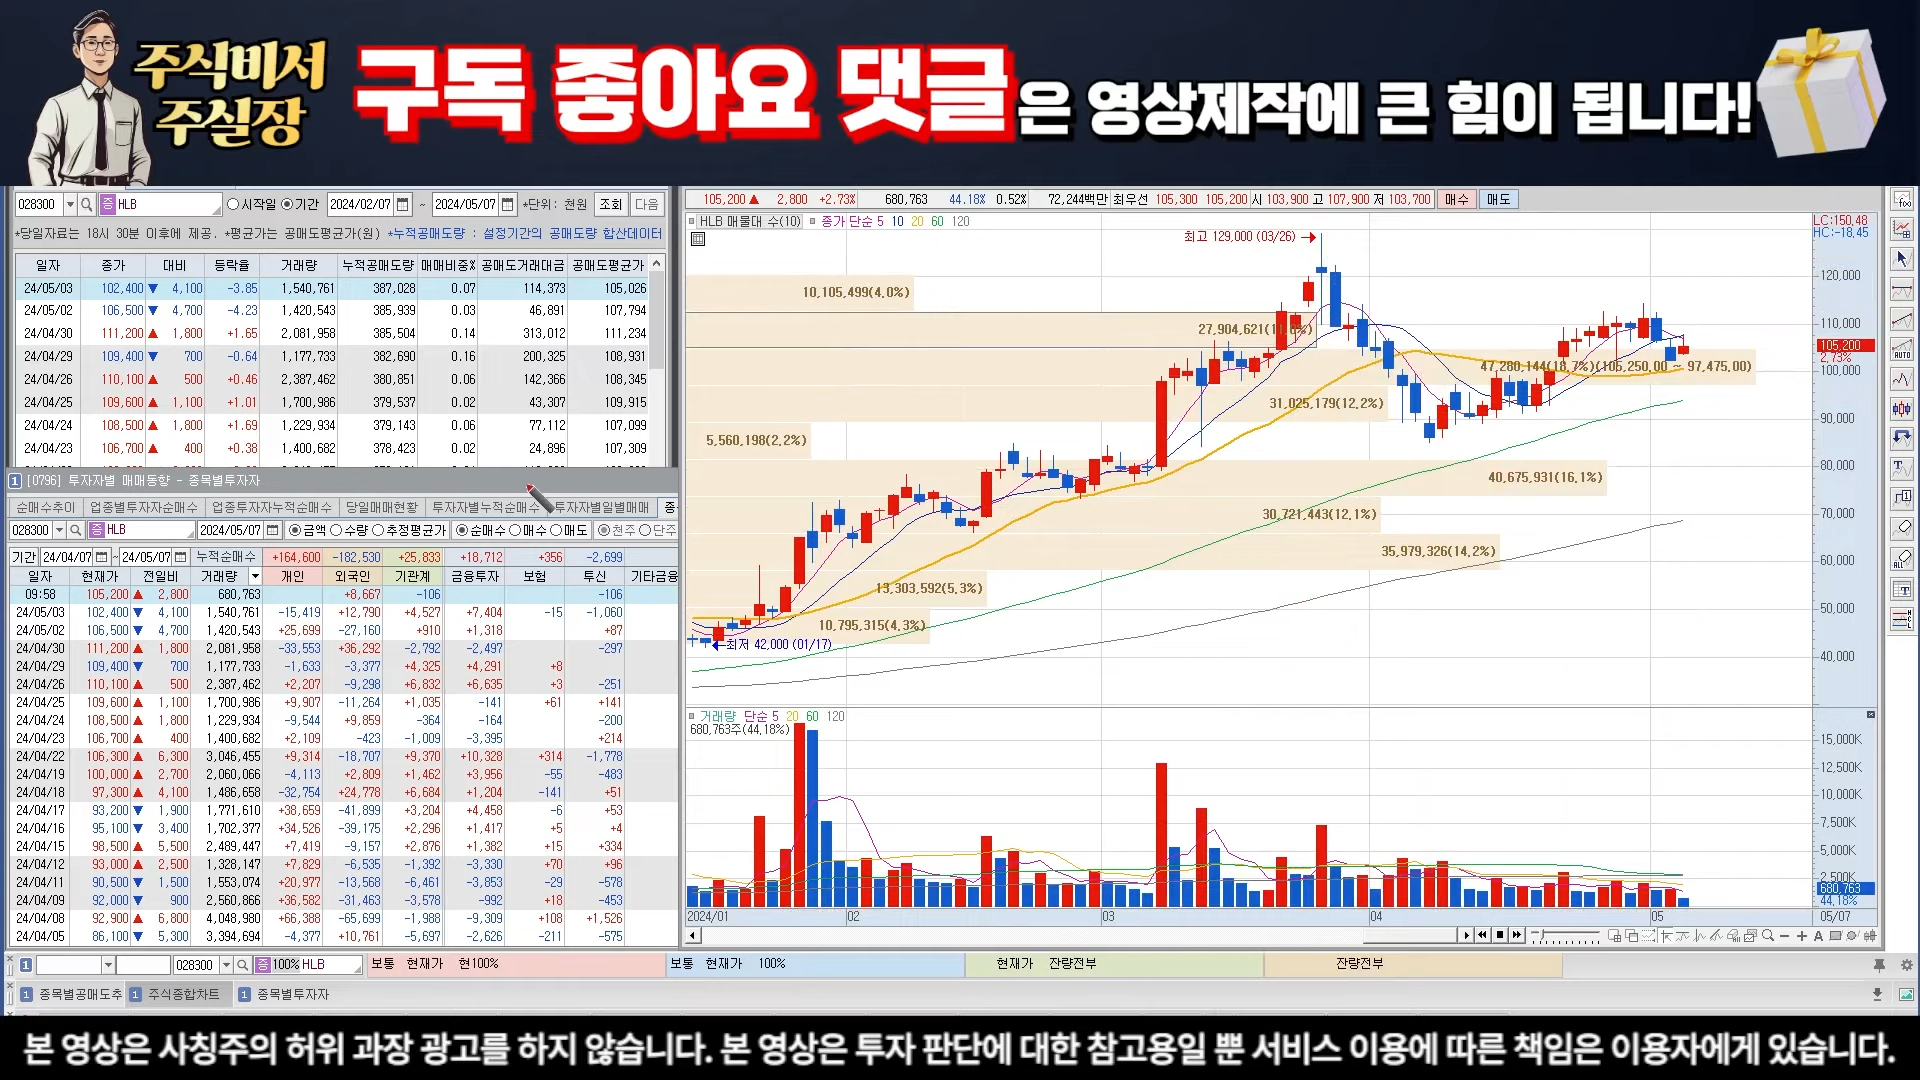 주식비서
주실장
구독 좋아요 댓글은 영상제작에 큰 힘이 됩니다!
028300 증 HLB 시작일 기간 2024/02/07 ~ 2024/05/07 *단위: 천원 조회 다음
*당일자료는 18시 30분 이후에 제공. *평균가는 공매도평균가(원) *누적공매도량 : 설정기간의 공매도량 합산데이터
일자 종가 대비 등락율 거래량 누적공매도량 매매비중% 공매도거래대금 공매도평균가
24/05/03 102,400 ▼ 4,100 -3.85 1,540,761 387,028 0.07 114,373 105,026
24/05/02 106,500 ▼ 4,700 -4.23 1,420,543 385,939 0.03 46,891 107,794
24/04/30 111,200 ▲ 1,800 +1.65 2,081,958 385,504 0.14 313,012 111,234
24/04/29 109,400 ▼ 700 -0.64 1,177,733 382,690 0.16 200,325 108,931
24/04/26 110,100 ▲ 500 +0.46 2,387,462 380,851 0.06 142,366 108,345
24/04/25 109,600 ▲ 1,100 +1.01 1,700,986 379,537 0.02 43,307 109,915
24/04/24 108,500 ▲ 1,800 +1.69 1,229,934 379,143 0.06 77,112 107,099
24/04/23 106,700 ▲ 400 +0.38 1,400,682 378,423 0.02 24,896 107,309
1 [0796] 투자자별 매매동향 - 종목별투자자
순매수추이 업종별투자자순매수 업종투자자누적순매수 당일매매현황 투자자별누적순매수 투자자별일별매매 종
028300 증 HLB 2024/05/07 금액 수량 추정평균가 순매수 매수 매도 천주 단주
기간 24/04/07 ~ 24/05/07 누적순매수 +164,600 -182,530 +25,833 +18,712 +356 -2,699
일자 현재가 전일비 거래량 개인 외국인 기관계 금융투자 보험 투신 기타금융
09:58 105,200 ▲ 2,800 680,763 +8,667 -106 -106
24/05/03 102,400 ▼ 4,100 1,540,761 -15,419 +12,790 +4,527 +7,404 -15 -1,060
24/05/02 106,500 ▼ 4,700 1,420,543 +25,699 -27,160 +910 +1,318 +87
24/04/30 111,200 ▲ 1,800 2,081,958 -33,553 +36,292 -2,792 -2,497 -297
24/04/29 109,400 ▼ 700 1,177,733 -1,633 -3,377 +4,325 +4,291 +8
24/04/26 110,100 ▲ 500 2,387,462 +2,207 -9,298 +6,832 +6,635 +3 -251
24/04/25 109,600 ▲ 1,100 1,700,986 +9,907 -11,264 +1,035 -141 +61 +141
24/04/24 108,500 ▲ 1,800 1,229,934 -9,544 +9,859 -364 -164 -200
24/04/23 106,700 ▲ 400 1,400,682 +2,109 -423 -1,009 -3,395 +214
24/04/22 106,300 ▲ 6,300 3,046,455 +9,314 -18,707 +9,370 +10,328 +314 -1,778
24/04/19 100,000 ▲ 2,700 2,060,066 -4,113 +2,809 +1,462 +3,956 -55 -483
24/04/18 97,300 ▲ 4,100 1,486,658 -32,754 +24,778 +6,684 +1,204 -141 +51
24/04/17 93,200 ▼ 1,900 1,771,610 +38,659 -41,899 +3,204 +4,458 -6 +53
24/04/16 95,100 ▼ 3,400 1,702,377 +34,526 -39,175 +2,296 +1,417 +5 +4
24/04/15 98,500 ▲ 5,500 2,489,447 +7,419 -9,157 +2,876 +1,382 +15 +334
24/04/12 93,000 ▲ 2,500 1,328,147 +7,829 -6,535 -1,392 -3,330 +70 +96
24/04/11 90,500 ▼ 1,500 1,553,074 +20,977 -13,568 -6,461 -3,853 -29 -578
24/04/09 92,000 ▼ 900 2,560,866 +36,582 -31,463 -3,578 -992 +18 -453
24/04/08 92,900 ▲ 6,800 4,048,980 +66,388 -65,699 -1,988 -9,309 +108 +1,526
24/04/05 86,100 ▼ 5,300 3,394,694 -4,377 +10,761 -5,697 -2,626 -211 -575
105,200 ▲ 2,800 +2.73% 680,763 44.18% 0.52% 72,244백만 최우선 105,300 105,200 시 103,900 고 107,900 저 103,700 매수 매도
HLB 매물대 수(10) 종가 단순 5 10 20 60 120
LC:150.48
HC:-18.45
최고 129,000 (03/26)
10,105,499(4.0%)
5,560,198(2.2%)
47,280,144(18.7%)(105,250.00 ~ 97,475.00)
31,025,179(12.2%)
40,675,931(16.1%)
30,721,443(12.1%)
35,979,326(14.2%)
13,303,592(5.3%)
10,795,315(4.3%)
최저 42,000 (01/17)
120,000
110,000
105,200
2.73%
100,000
90,000
80,000
70,000
60,000
50,000
40,000
거래량 단순 5 20 60 120
680,763주(44.18%)
15,000K
12,500K
10,000K
7,500K
5,000K
2,500K
680,763
44.18%
2024/01 02 03 04 05 05/07
1 028300 증 100% HLB 보통 현재가 현100% 보통 현재가 100% 현재가 잔량전부 잔량전부
1 종목별공매도추 1 주식종합차트 1 종목별투자자
본 영상은 사칭주의 허위 과장 광고를 하지 않습니다. 본 영상은 투자 판단에 대한 참고용일 뿐 서비스 이용에 따른 책임은 이용자에게 있습니다.